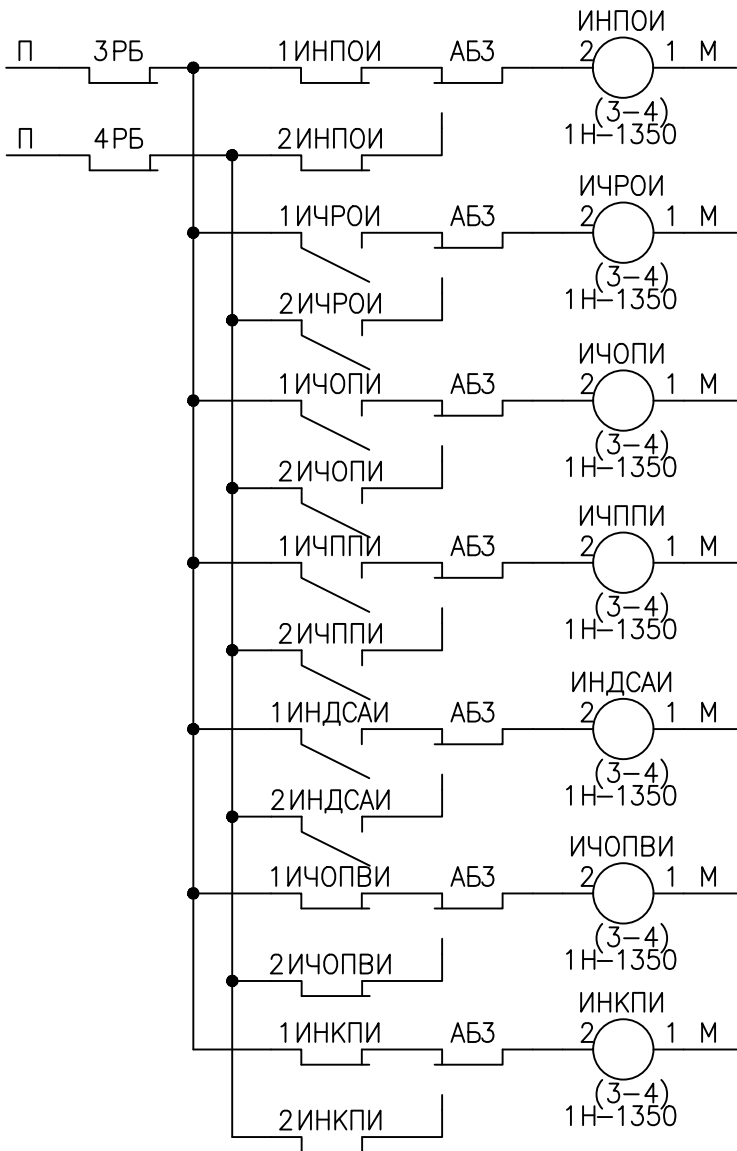 ИНПОИ
П 3РБ 1ИНПОИ АБ3 2 1 М
(3-4)
1Н-1350
П 4РБ 2ИНПОИ
ИЧРОИ
1ИЧРОИ АБ3 2 1 М
(3-4)
1Н-1350
2ИЧРОИ
ИЧОПИ
1ИЧОПИ АБ3 2 1 М
(3-4)
1Н-1350
2ИЧОПИ
ИЧППИ
1ИЧППИ АБ3 2 1 М
(3-4)
1Н-1350
2ИЧППИ
ИНДСАИ
1ИНДСАИ АБ3 2 1 М
(3-4)
1Н-1350
2ИНДСАИ
ИЧОПВИ
1ИЧОПВИ АБ3 2 1 М
(3-4)
1Н-1350
2ИЧОПВИ
ИНКПИ
1ИНКПИ АБ3 2 1 М
(3-4)
1Н-1350
2ИНКПИ